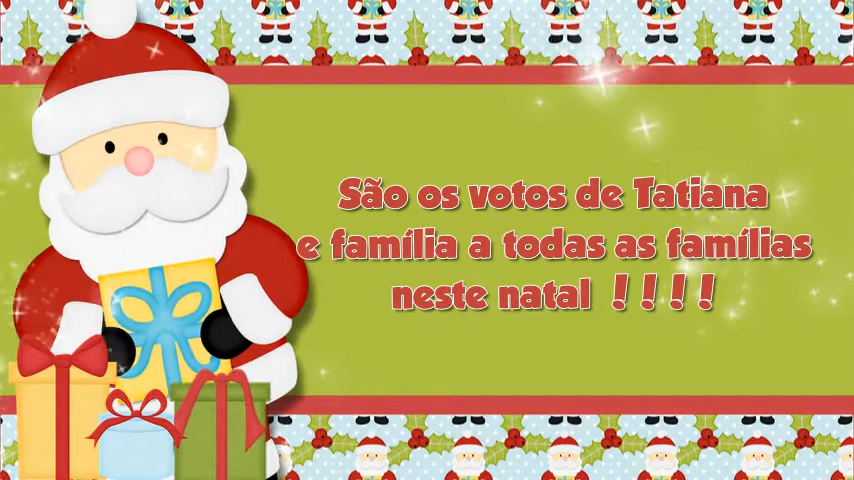 São os votos de Tatiana
e família a todas as famílias
neste natal !!!!